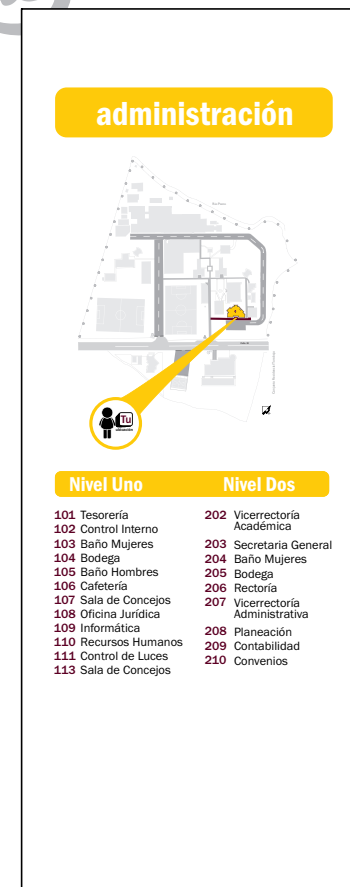 administración
Tu
ubicación
Nivel Uno
101 Tesorería
102 Control Interno
103 Baño Mujeres
104 Bodega
105 Baño Hombres
106 Cafetería
107 Sala de Concejos
108 Oficina Jurídica
109 Informática
110 Recursos Humanos
111 Control de Luces
113 Sala de Concejos
Nivel Dos
202 Vicerrectoría
Académica
203 Secretaria General
204 Baño Mujeres
205 Bodega
206 Rectoría
207 Vicerrectoría
Administrativa
208 Planeación
209 Contabilidad
210 Convenios